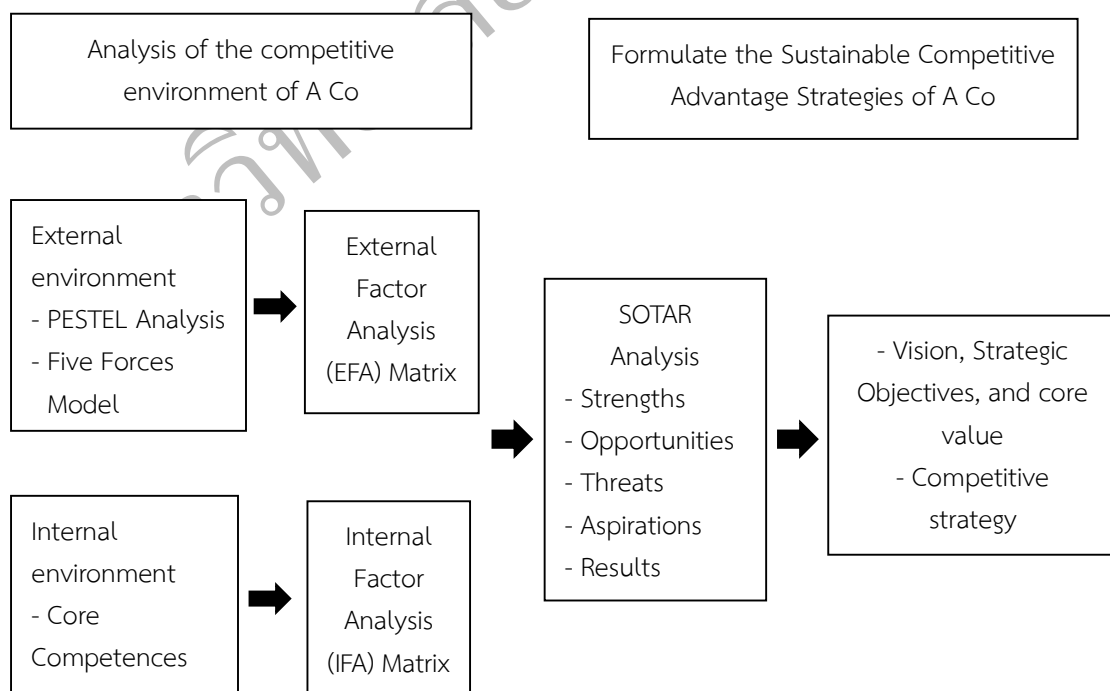 Analysis of the competitive
environment of A Co
Formulate the Sustainable Competitive
Advantage Strategies of A Co
External
environment
- PESTEL Analysis
- Five Forces
Model
External
Factor
Analysis
(EFA) Matrix
Internal
environment
- Core
Competences
Internal
Factor
Analysis
(IFA) Matrix
SOTAR
Analysis
- Strengths
- Opportunities
- Threats
- Aspirations
- Results
- Vision, Strategic
Objectives, and core
value
- Competitive
strategy